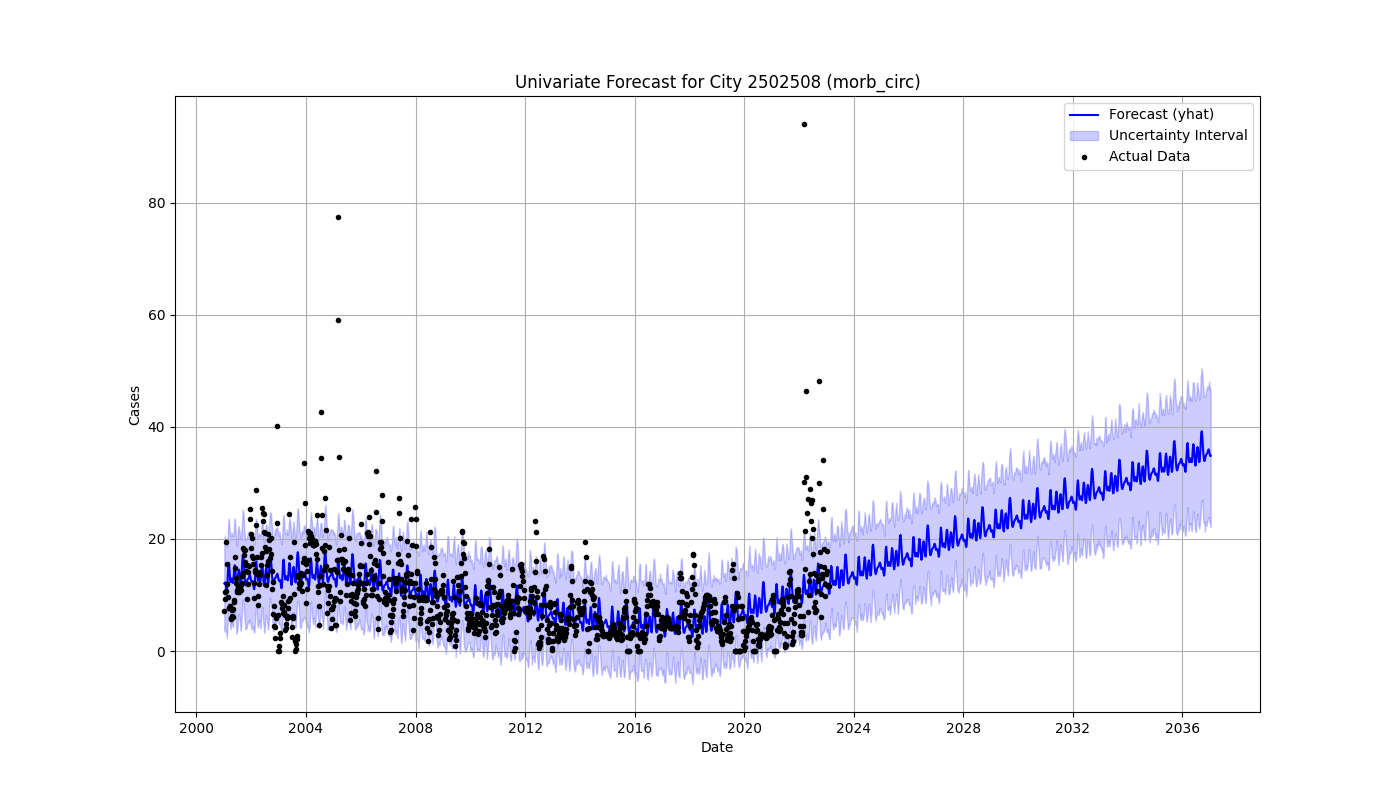 Univariate Forecast for City 2502508 (morb_circ)
Forecast (yhat)
Uncertainty Interval
Actual Data
Cases
80
60
40
20
0
2000 2004 2008 2012 2016 2020 2024 2028 2032 2036
Date